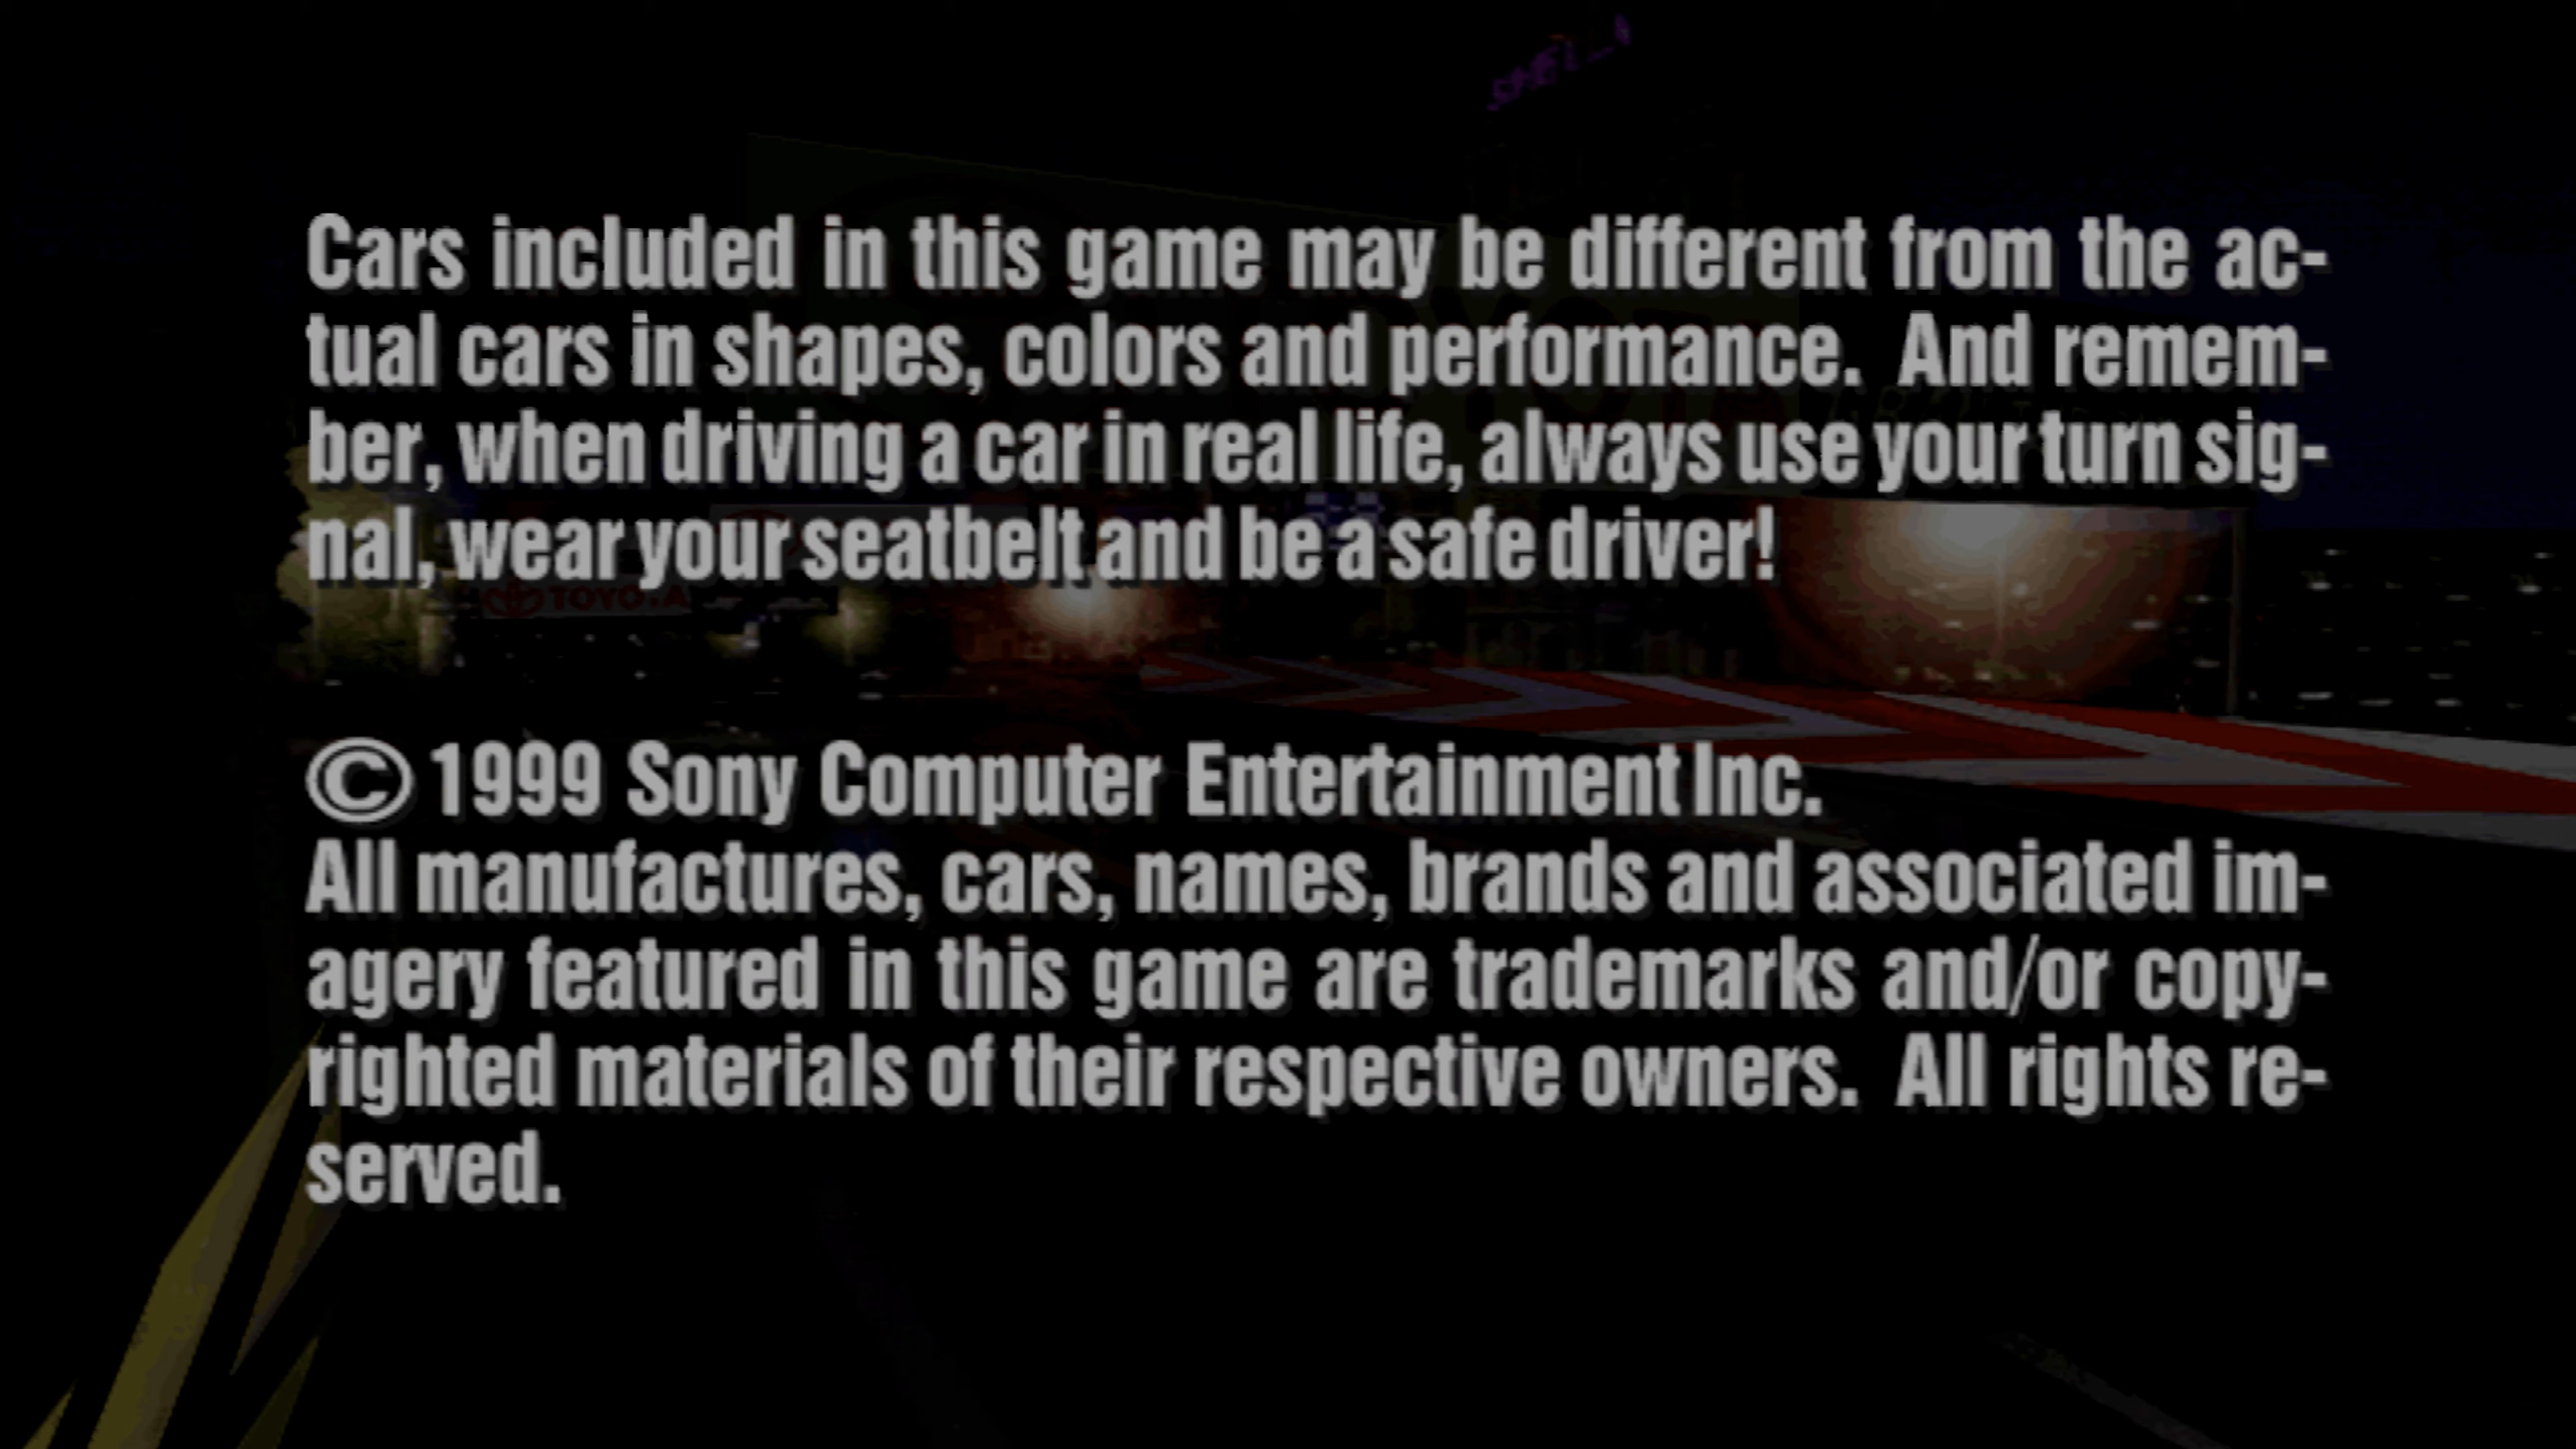 Cars included in this game may be different from the ac-
tual cars in shapes, colors and performance.  And remem-
ber, when driving a car in real life, always use your turn sig-
nal, wear your seatbelt and be a safe driver!
TOYOTA
© 1999 Sony Computer Entertainment Inc.
All manufactures, cars, names, brands and associated im-
agery featured in this game are trademarks and/or copy-
righted materials of their respective owners.  All rights re-
served.